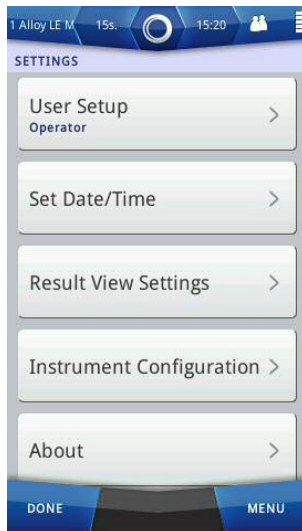 1 Alloy LE M 15s. 15:20
SETTINGS
User Setup
Operator
Set Date/Time
Result View Settings
Instrument Configuration
About
DONE MENU